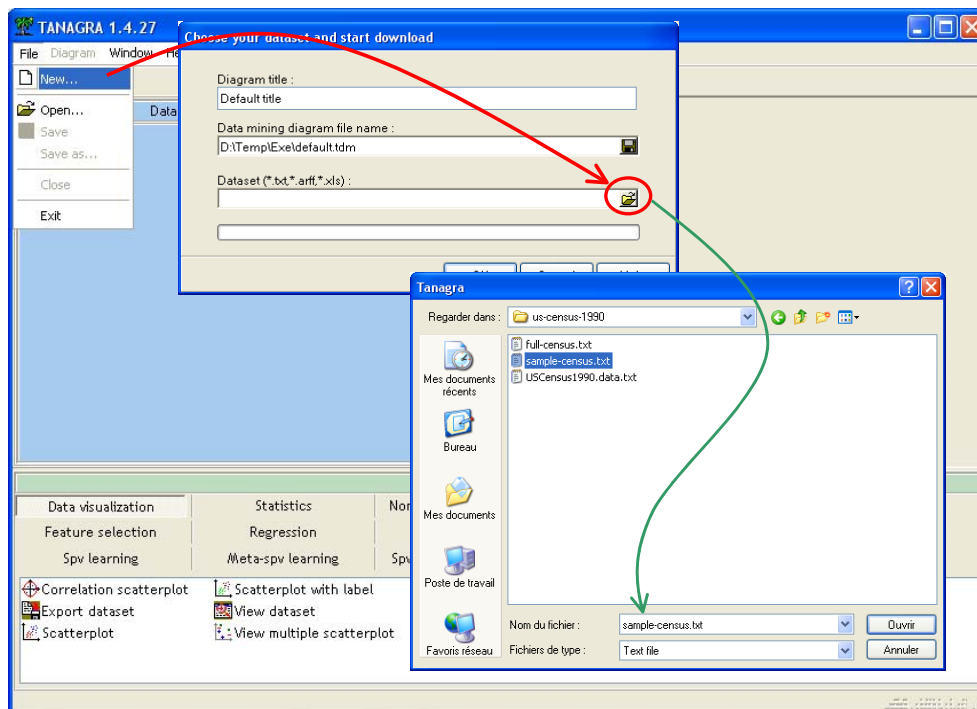 TANAGRA 1.4.27
File Diagram Window He
New...
Open...
Save
Save as...
Close
Exit
Data
Choose your dataset and start download
Diagram title :
Default title
Data mining diagram file name :
D:\Temp\Exe\default.tdm
Dataset (*.txt,*.arff,*.xls) :
Tanagra
Regarder dans :
us-census-1990
full-census.txt
sample-census.txt
USCensus1990.data.txt
Mes documents
récents
Bureau
Mes documents
Poste de travail
Favoris réseau
Nom du fichier :
sample-census.txt
Ouvrir
Fichiers de type :
Text file
Annuler
Data visualization
Statistics
Feature selection
Regression
Spv learning
Meta-spv learning
Correlation scatterplot
Scatterplot with label
Export dataset
View dataset
Scatterplot
View multiple scatterplot